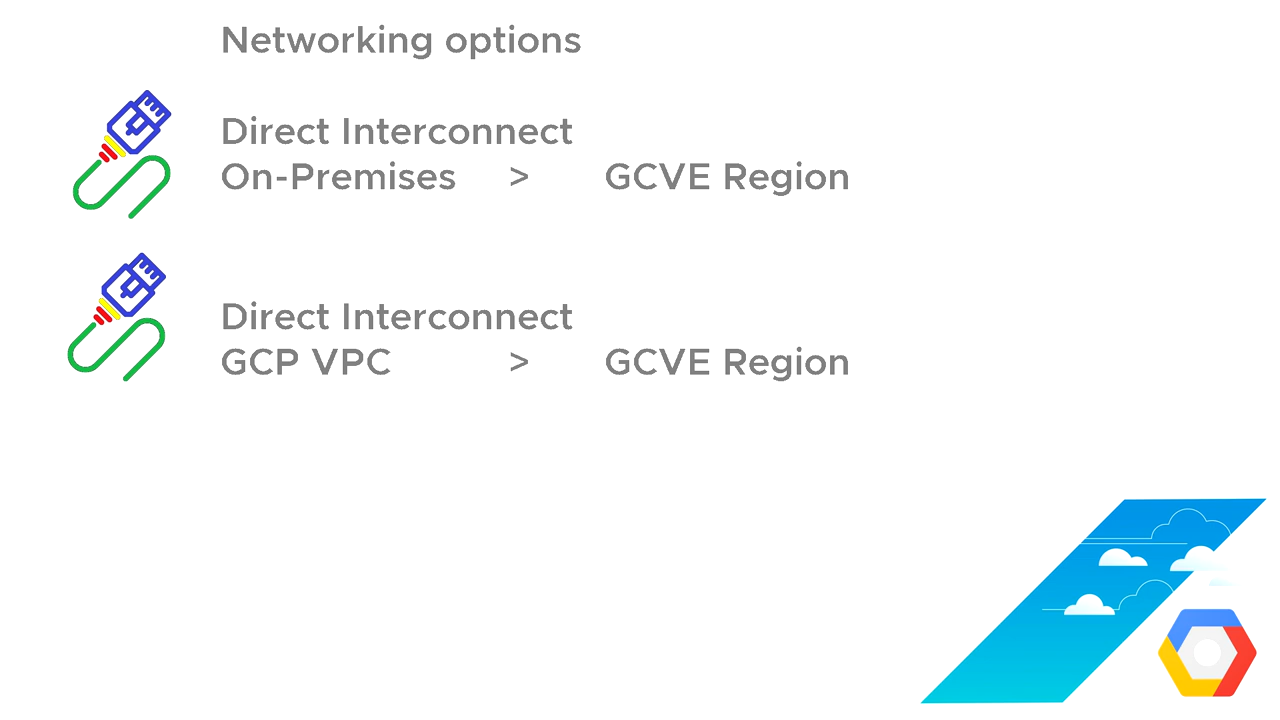 Networking options
Direct Interconnect
On-Premises > GCVE Region
Direct Interconnect
GCP VPC > GCVE Region